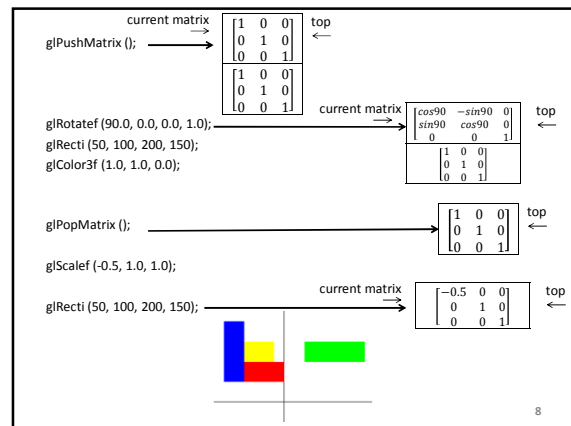 current matrix → [1 0 0] ← top
glPushMatrix (); [0 1 0]
[0 0 1]
[1 0 0]
[0 1 0]
[0 0 1]
current matrix → [cos90 −sin90 0] top
glRotatef (90.0, 0.0, 0.0, 1.0); [sin90 cos90 0] ←
glRecti (50, 100, 200, 150); [0 0 1]
glColor3f (1.0, 1.0, 0.0); [1 0 0]
[0 1 0]
[0 0 1]
[1 0 0] top
glPopMatrix (); [0 1 0] ←
[0 0 1]
glScalef (-0.5, 1.0, 1.0);
current matrix → [−0.5 0 0] top
glRecti (50, 100, 200, 150); [0 1 0] ←
[0 0 1]
8